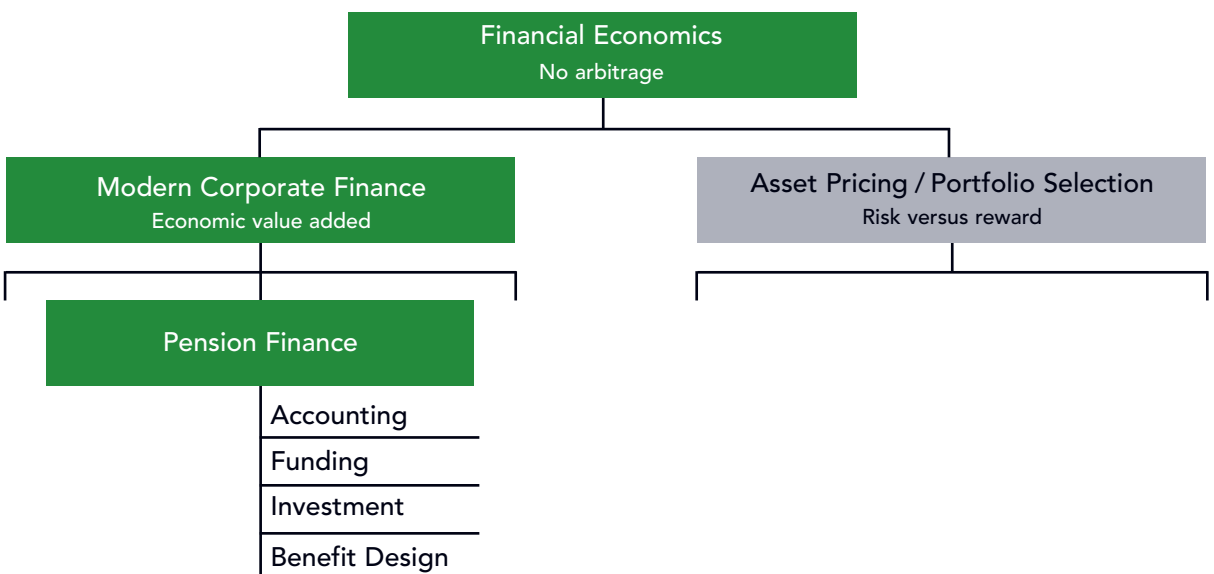 Financial Economics
No arbitrage
Modern Corporate Finance
Economic value added
Asset Pricing / Portfolio Selection
Risk versus reward
Pension Finance
Accounting
Funding
Investment
Benefit Design